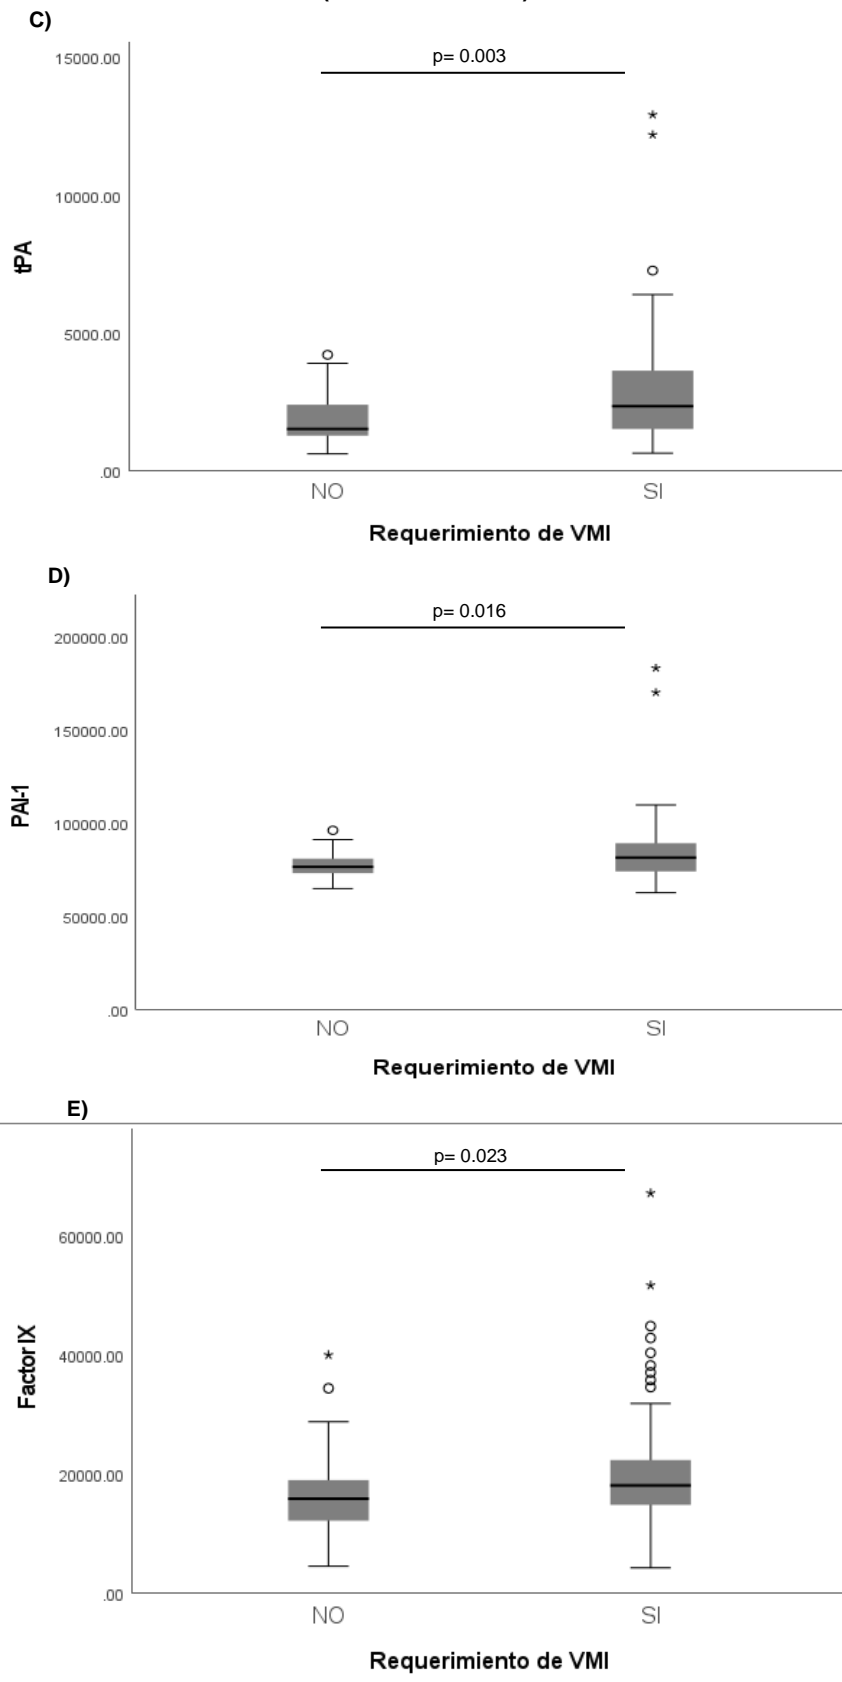 C)
p= 0.003
15000.00
10000.00
tPA
5000.00
.00
NO SI
Requerimiento de VMI
D)
p= 0.016
200000.00
150000.00
PAI-1
100000.00
50000.00
.00
NO SI
Requerimiento de VMI
E)
p= 0.023
60000.00
Factor IX
40000.00
20000.00
.00
NO SI
Requerimiento de VMI